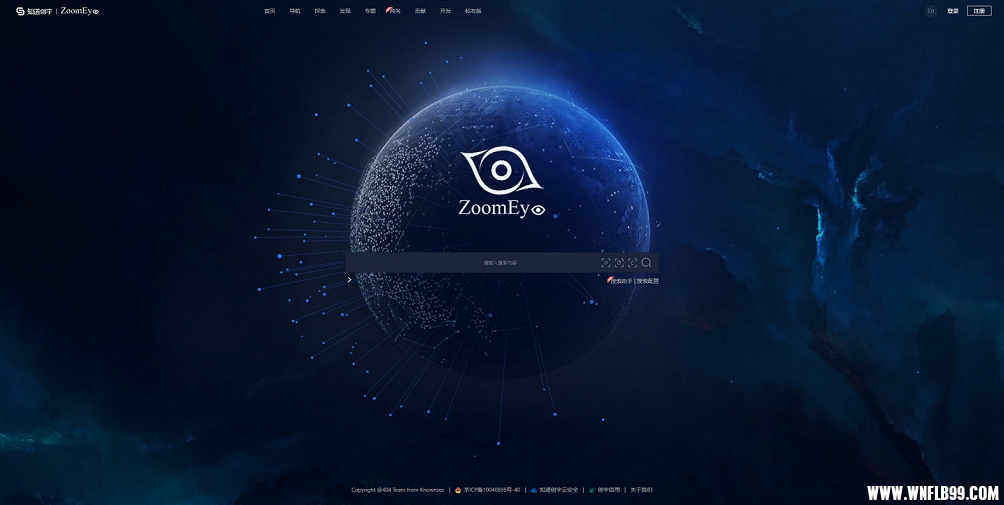 知道创宇 | ZoomEye
首页 导航 探索 发现 专题 商务 贡献 开发 私有版
En 登录 注册
ZoomEy
请输入搜索内容
搜索助手 | 搜索配置
Copyright @404 Team from Knownsec | 京ICP备10040895号-40 | 知道创宇云安全 | 创宇信用 | 关于我们
WWW.WNFLB99.COM